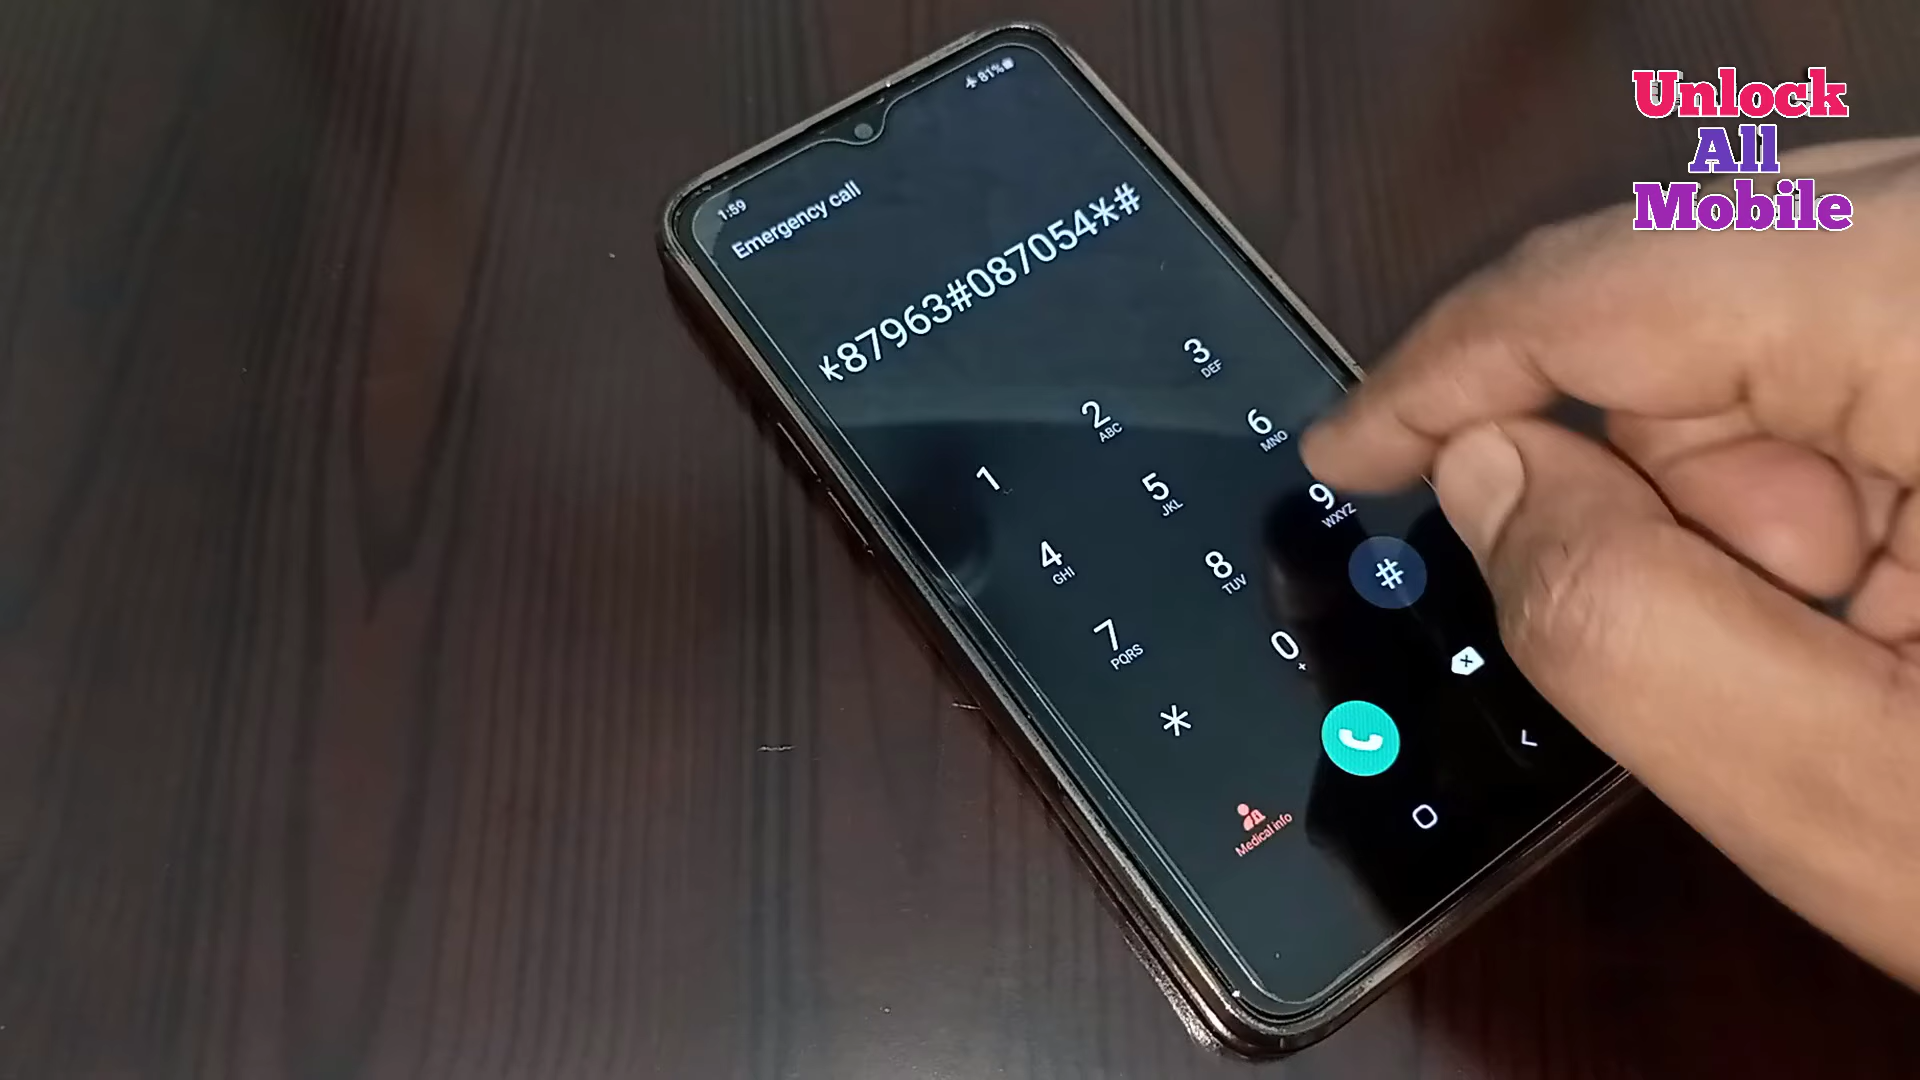 Unlock
All
Mobile
81%
1:59
Emergency call
*87963#087054*#
1
2
ABC
3
DEF
4
GHI
5
JKL
6
MNO
7
PQRS
8
TUV
9
WXYZ
*
0
+
#
Medical info